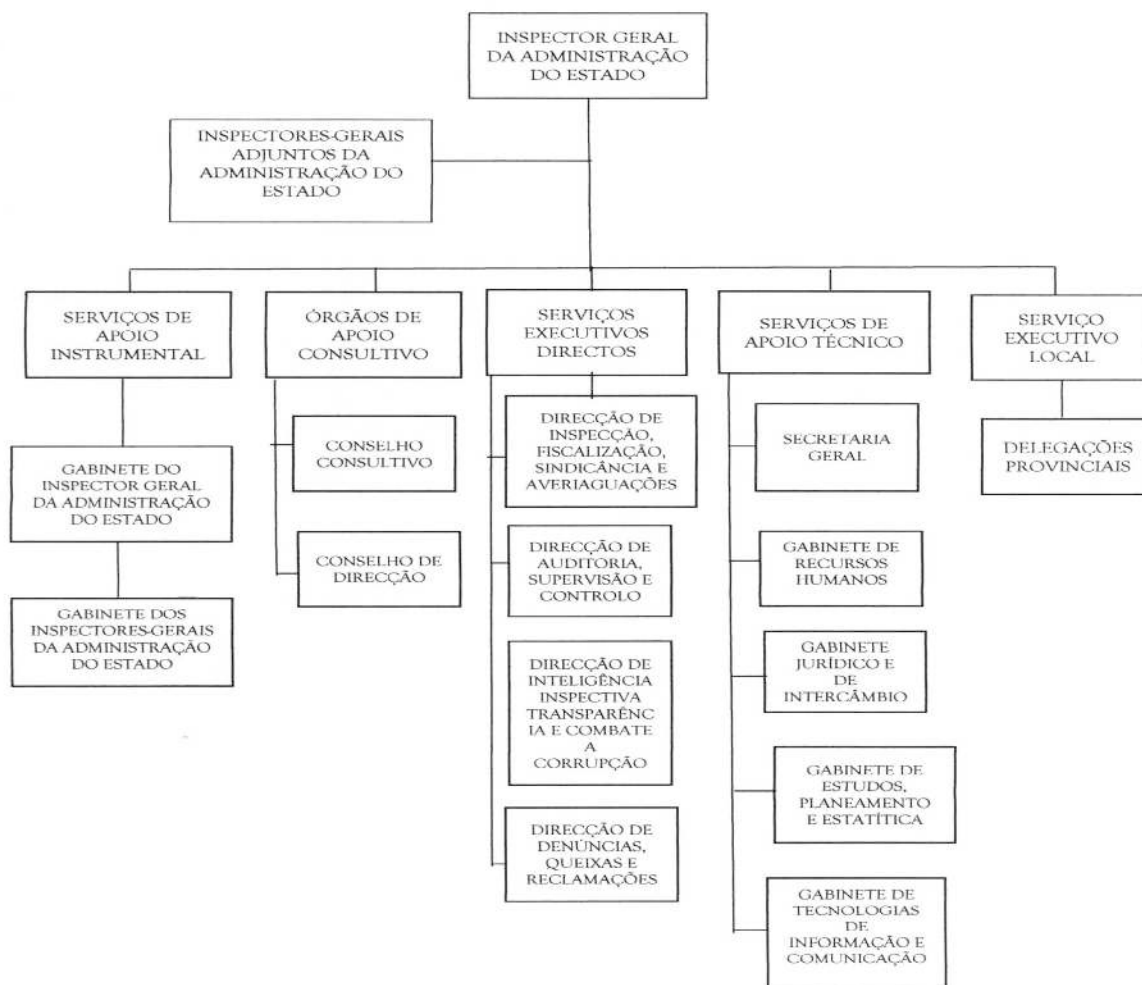 INSPECTOR GERAL
DA ADMINISTRAÇÃO
DO ESTADO
INSPECTORES-GERAIS
ADJUNTOS DA
ADMINISTRAÇÃO DO
ESTADO
SERVIÇOS DE
APOIO
INSTRUMENTAL
GABINETE DO
INSPECTOR GERAL
DA ADMINISTRAÇÃO
DO ESTADO
GABINETE DOS
INSPECTORES-GERAIS
DA ADMINISTRAÇÃO
DO ESTADO
ÓRGÃOS DE
APOIO
CONSULTIVO
CONSELHO
CONSULTIVO
CONSELHO DE
DIRECÇÃO
SERVIÇOS
EXECUTIVOS
DIRECTOS
DIRECÇÃO DE
INSPECÇÃO,
FISCALIZAÇÃO,
SINDICÂNCIA E
AVERIAGUAÇÕES
DIRECÇÃO DE
AUDITORIA,
SUPERVISÃO E
CONTROLO
DIRECÇÃO DE
INTELIGÊNCIA
INSPECTIVA
TRANSPARÊNC
IA E COMBATE
A
CORRUPÇÃO
DIRECÇÃO DE
DENÚNCIAS,
QUEIXAS E
RECLAMAÇÕES
SERVIÇOS DE
APOIO TÉCNICO
SECRETARIA
GERAL
GABINETE DE
RECURSOS
HUMANOS
GABINETE
JURÍDICO E
DE
INTERCÂMBIO
GABINETE DE
ESTUDOS,
PLANEAMENTO
E ESTATÍTICA
GABINETE DE
TECNOLOGIAS
DE
INFORMAÇÃO E
COMUNICAÇÃO
SERVIÇO
EXECUTIVO
LOCAL
DELEGAÇÕES
PROVINCIAIS